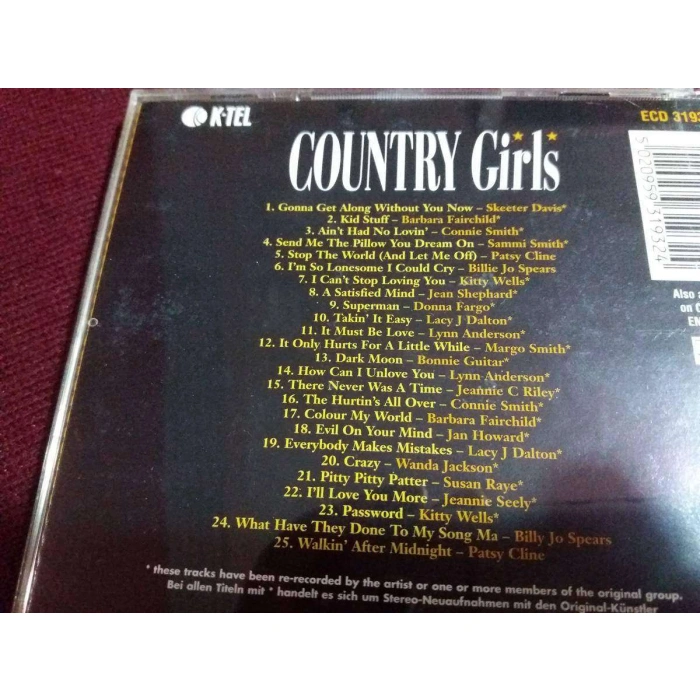 K-TEL
ECD 3193
COUNTRY Girls
1. Gonna Get Along Without You Now – Skeeter Davis*
2. Kid Stuff – Barbara Fairchild*
3. Ain't Had No Lovin' – Connie Smith*
4. Send Me The Pillow You Dream On – Sammi Smith*
5. Stop The World (And Let Me Off) – Patsy Cline
6. I'm So Lonesome I Could Cry – Billie Jo Spears
7. I Can't Stop Loving You – Kitty Wells*
8. A Satisfied Mind – Jean Shephard*
9. Superman – Donna Fargo*
10. Takin' It Easy – Lacy J Dalton*
11. It Must Be Love – Lynn Anderson*
12. It Only Hurts For A Little While – Margo Smith*
13. Dark Moon – Bonnie Guitar*
14. How Can I Unlove You – Lynn Anderson*
15. There Never Was A Time – Jeannie C Riley*
16. The Hurtin's All Over – Connie Smith*
17. Colour My World – Barbara Fairchild*
18. Evil On Your Mind – Jan Howard*
19. Everybody Makes Mistakes – Lacy J Dalton*
20. Crazy – Wanda Jackson*
21. Pitty Pitty Patter – Susan Raye*
22. I'll Love You More – Jeannie Seely*
23. Password – Kitty Wells*
24. What Have They Done To My Song Ma – Billy Jo Spears
25. Walkin' After Midnight – Patsy Cline
* these tracks have been re-recorded by the artist or one or more members of the original group.
Bei allen Titeln mit * handelt es sich um Stereo-Neuaufnahmen mit den Original-Künstler
5020959319324
Also
on C
EM